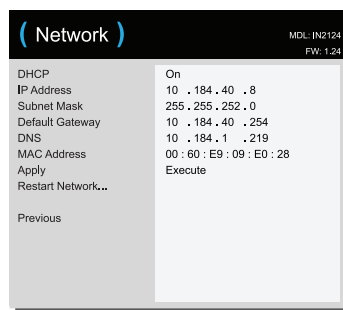 ( Network )
MDL: IN2124
FW: 1.24
DHCP On
IP Address 10 . 184 . 40 . 8
Subnet Mask 255 . 255 . 252 . 0
Default Gateway 10 . 184 . 40 . 254
DNS 10 . 184 . 1 . 219
MAC Address 00 : 60 : E9 : 09 : E0 : 28
Apply Execute
Restart Network...
Previous